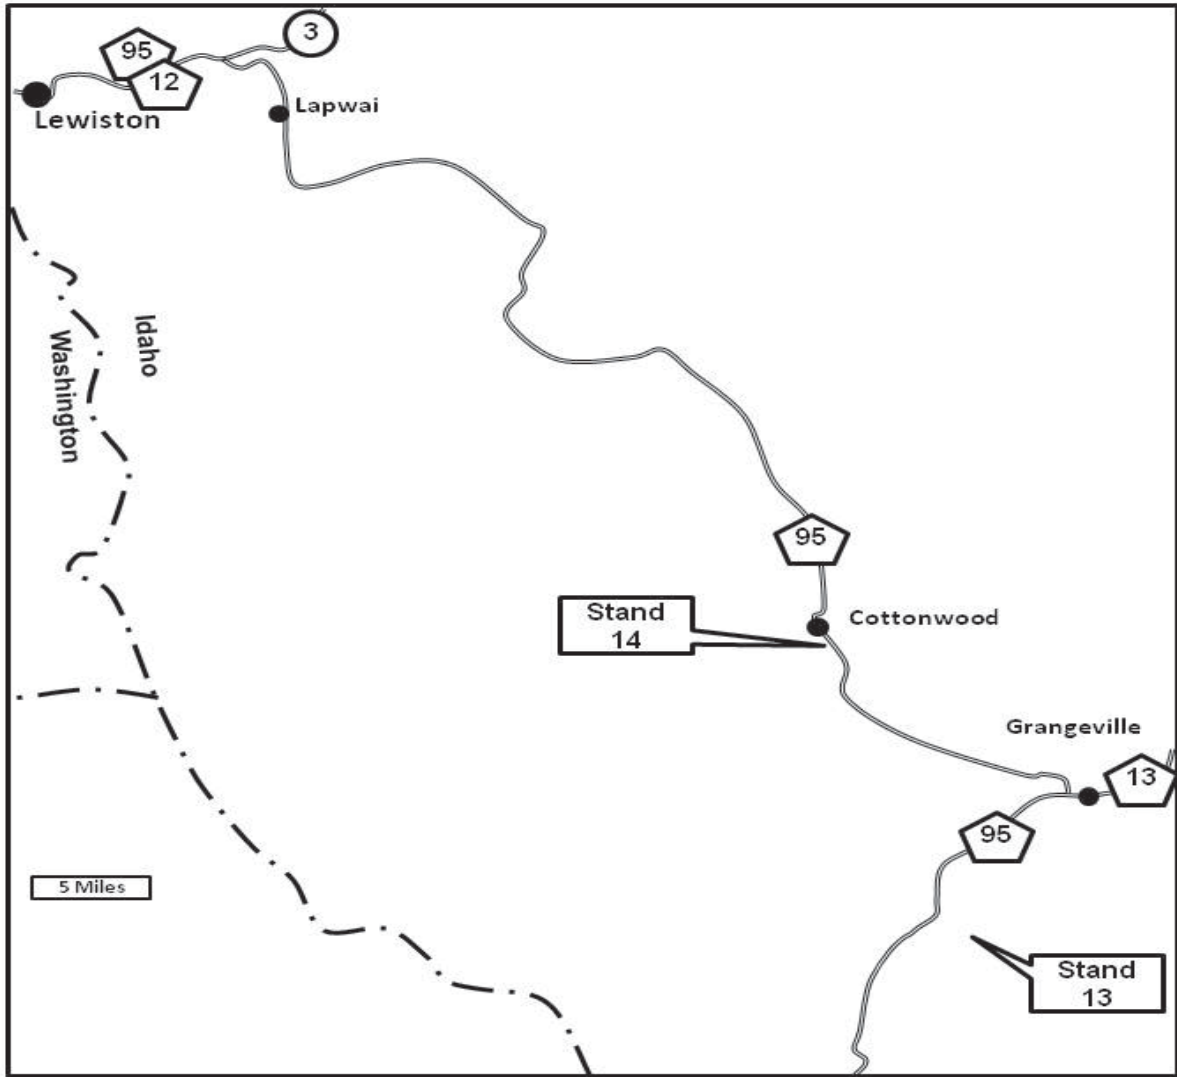 3
95
12
Lewiston
Lapwai
Idaho
Washington
95
Stand
14
Cottonwood
Grangeville
13
95
5 Miles
Stand
13